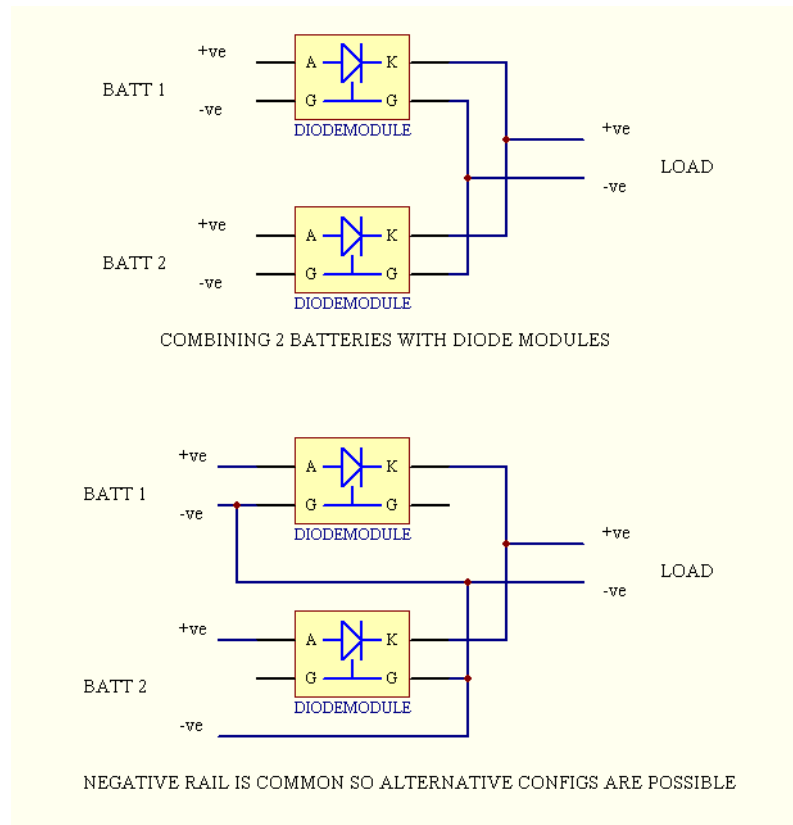 +ve
BATT 1
-ve
A K
G G
DIODEMODULE
+ve
LOAD
-ve
+ve
BATT 2
-ve
A K
G G
DIODEMODULE
COMBINING 2 BATTERIES WITH DIODE MODULES
+ve
BATT 1
-ve
A K
G G
DIODEMODULE
+ve
LOAD
-ve
+ve
BATT 2
-ve
A K
G G
DIODEMODULE
NEGATIVE RAIL IS COMMON SO ALTERNATIVE CONFIGS ARE POSSIBLE